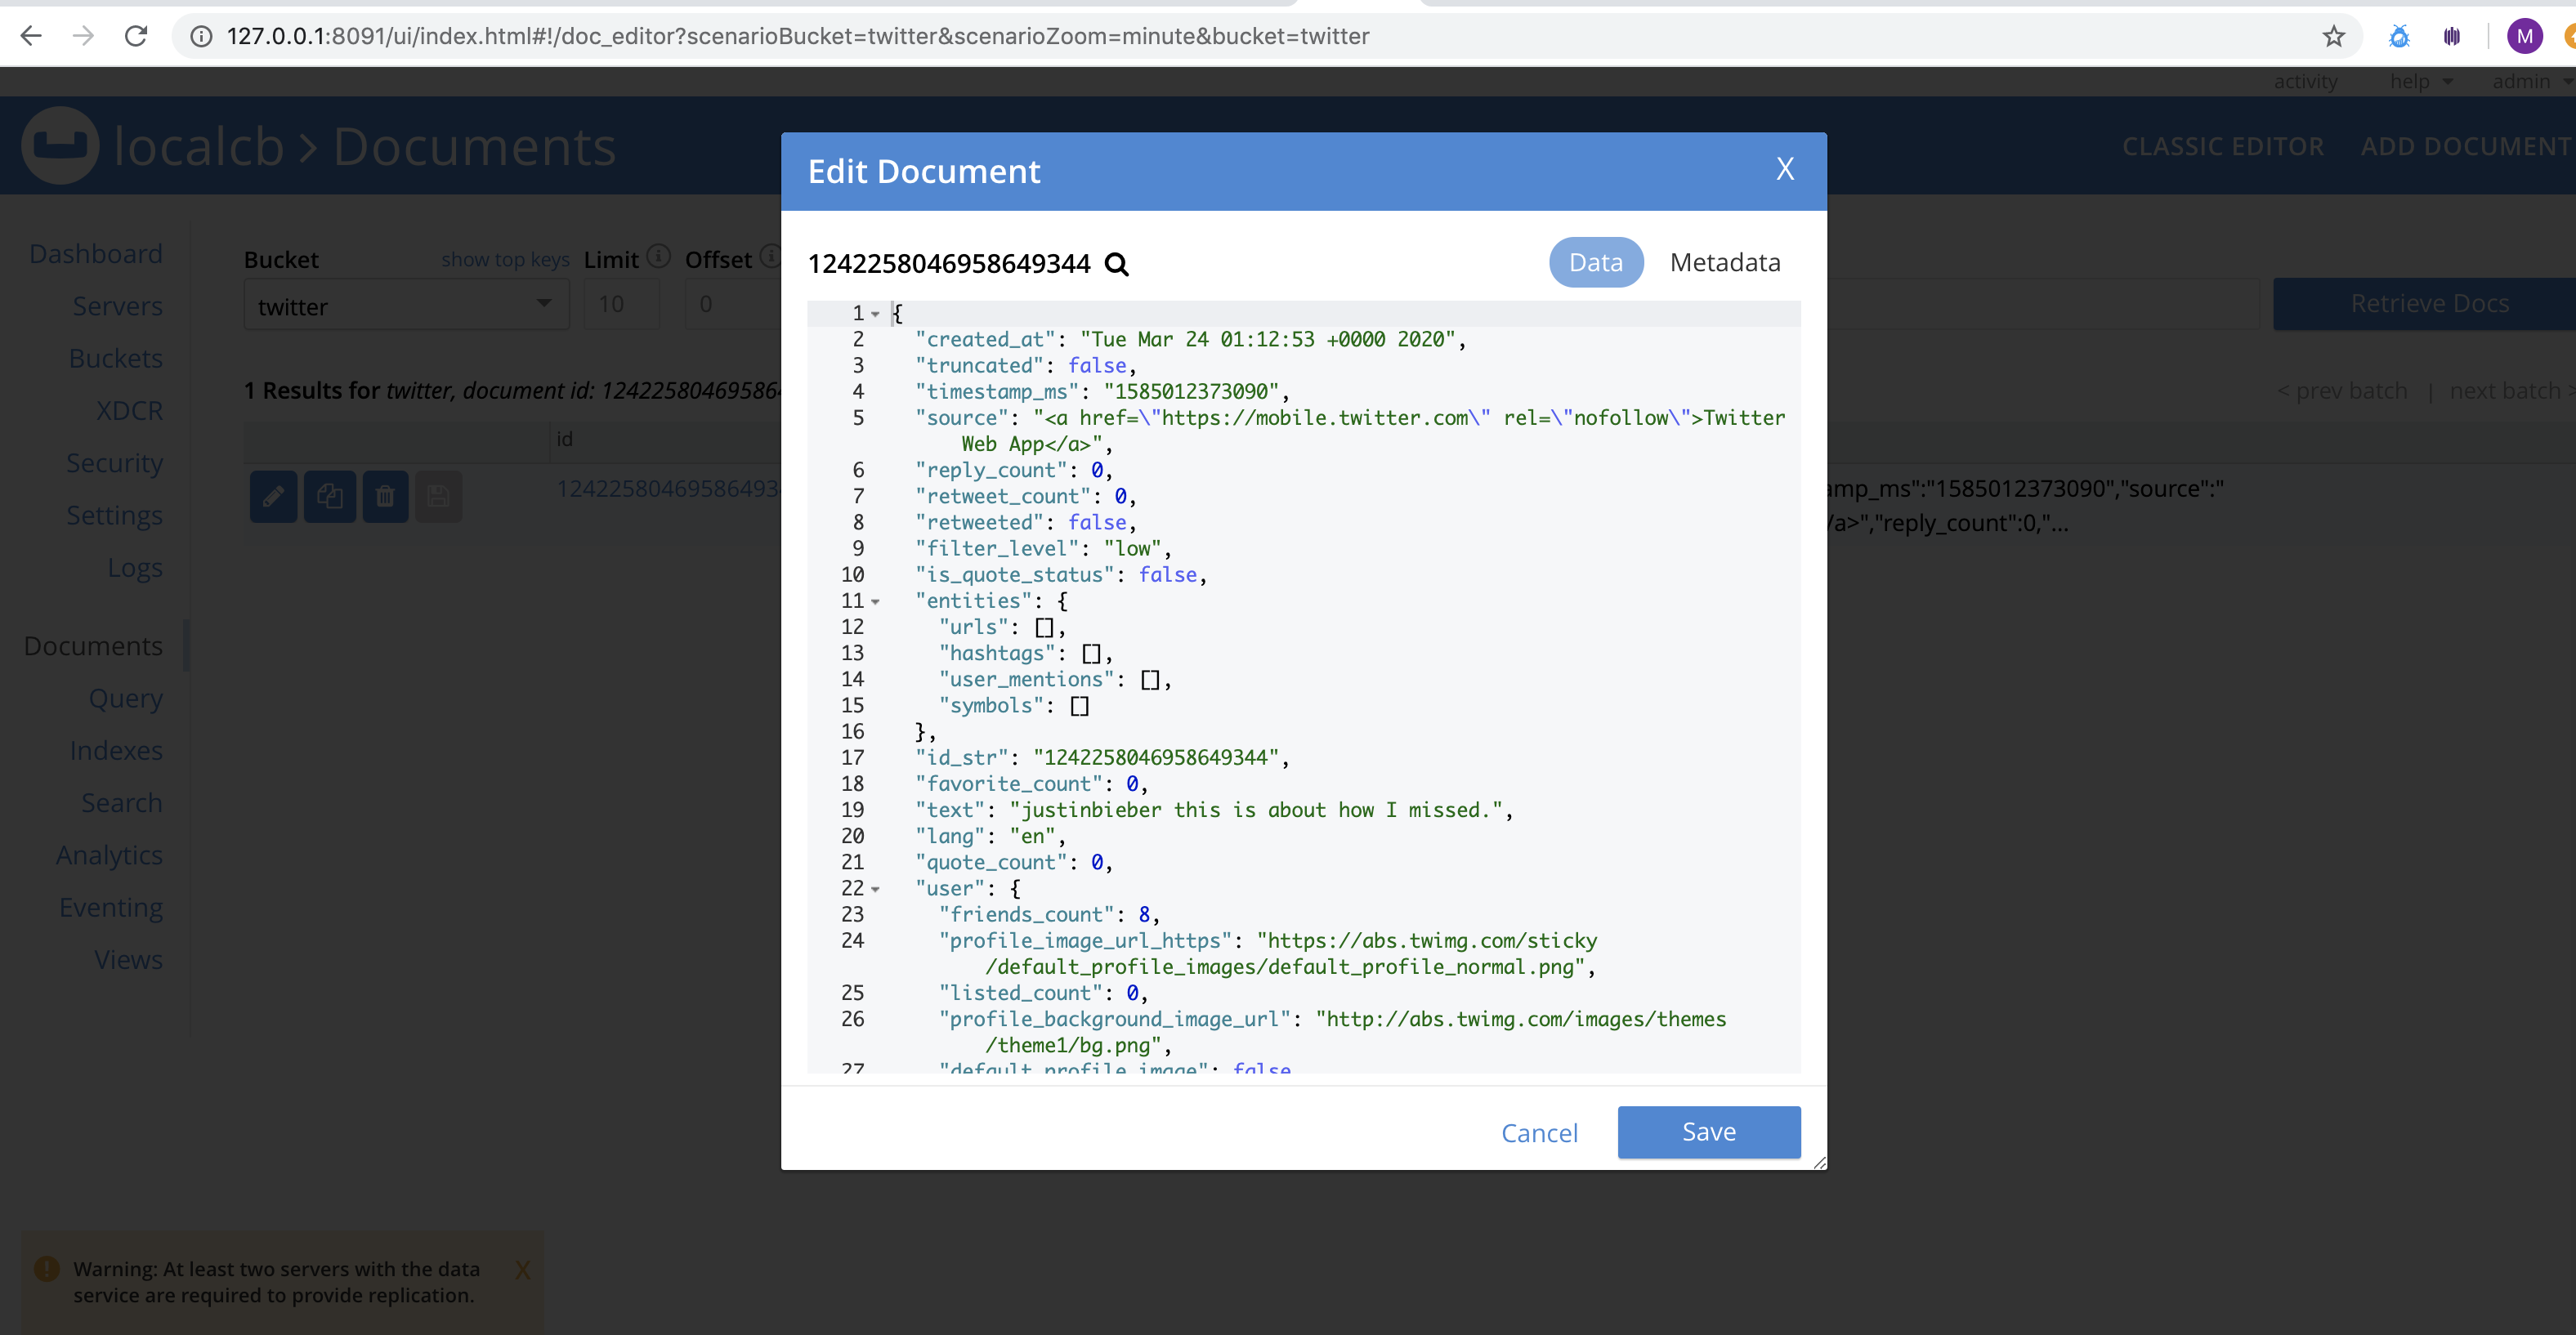 127.0.0.1:8091/ui/index.html#!/doc_editor?scenarioBucket=twitter&scenarioZoom=minute&bucket=twitter
M
activity help admin
localcb > Documents
CLASSIC EDITOR ADD DOCUMENT
Dashboard
Servers
Buckets
XDCR
Security
Settings
Logs
Documents
Query
Indexes
Search
Analytics
Eventing
Views
Bucket show top keys Limit Offset
twitter 10 0
Retrieve Docs
1 Results for twitter, document id: 124225804695864
< prev batch | next batch >
id
124225804695864934
amp_ms":"1585012373090","source":"
/a>","reply_count":0,"...
Edit Document X
1242258046958649344 Data Metadata
1 {
2 "created_at": "Tue Mar 24 01:12:53 +0000 2020",
3 "truncated": false,
4 "timestamp_ms": "1585012373090",
5 "source": "<a href=\"https://mobile.twitter.com\" rel=\"nofollow\">Twitter
Web App</a>",
6 "reply_count": 0,
7 "retweet_count": 0,
8 "retweeted": false,
9 "filter_level": "low",
10 "is_quote_status": false,
11 "entities": {
12 "urls": [],
13 "hashtags": [],
14 "user_mentions": [],
15 "symbols": []
16 },
17 "id_str": "1242258046958649344",
18 "favorite_count": 0,
19 "text": "justinbieber this is about how I missed.",
20 "lang": "en",
21 "quote_count": 0,
22 "user": {
23 "friends_count": 8,
24 "profile_image_url_https": "https://abs.twimg.com/sticky
/default_profile_images/default_profile_normal.png",
25 "listed_count": 0,
26 "profile_background_image_url": "http://abs.twimg.com/images/themes
/theme1/bg.png",
27 "default_profile_image": false
Cancel Save
Warning: At least two servers with the data X
service are required to provide replication.